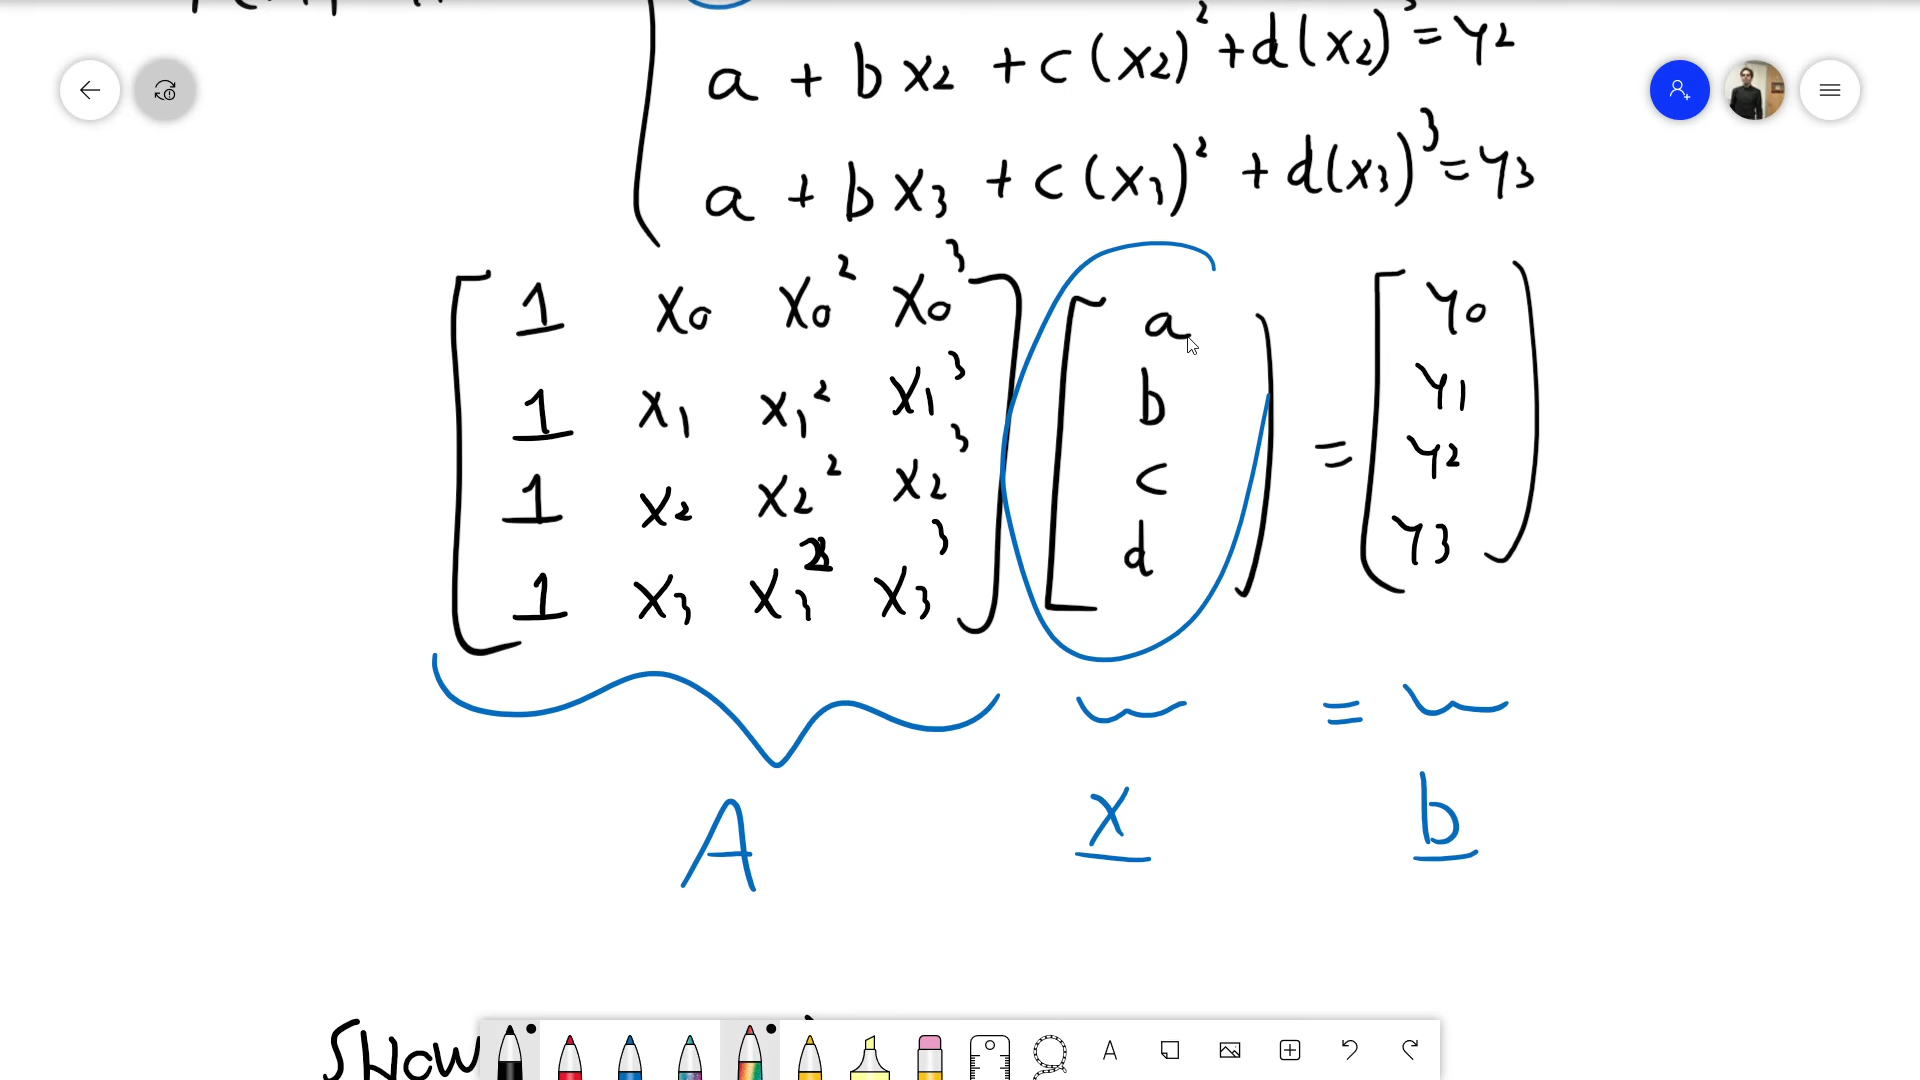 a + b x₂ + c (x₂)² + d(x₂)³ = y₂
a + b x₃ + c (x₃)² + d(x₃)³ = y₃
[ 1 x₀ x₀² x₀³ ] [ a ] = [ y₀ ]
1 x₁ x₁² x₁³ b y₁
1 x₂ x₂² x₂³ c y₂
1 x₃ x₃² x₃³ d y₃
A x = b
Show